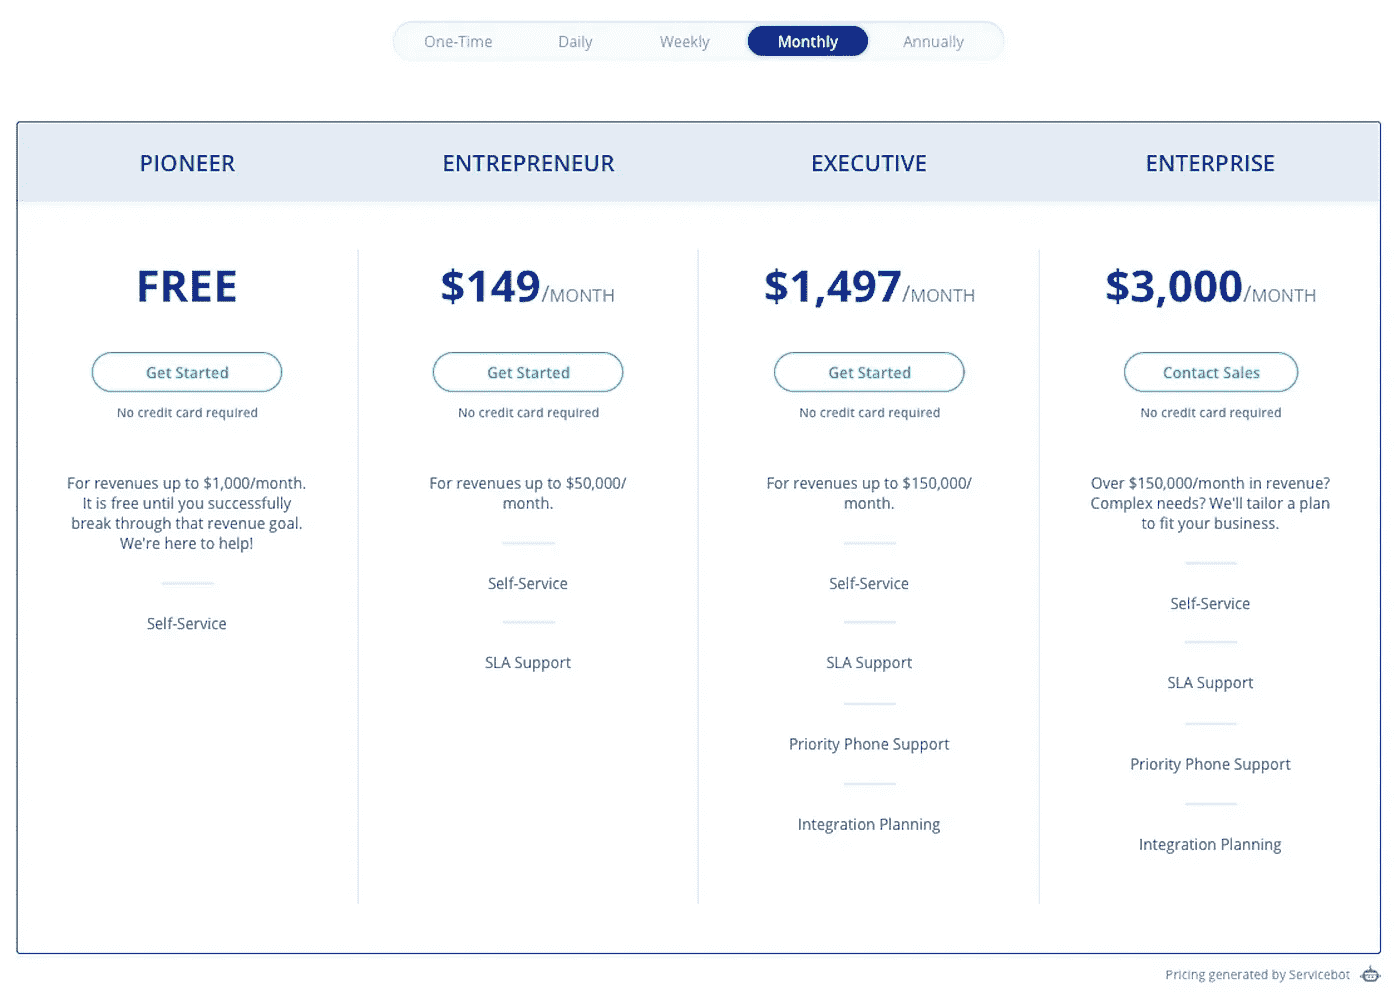 One-Time Daily Weekly Monthly Annually
PIONEER
ENTREPRENEUR
EXECUTIVE
ENTERPRISE
FREE
Get Started
No credit card required
For revenues up to $1,000/month.
It is free until you successfully
break through that revenue goal.
We're here to help!
Self-Service
$149/MONTH
Get Started
No credit card required
For revenues up to $50,000/
month.
Self-Service
SLA Support
$1,497/MONTH
Get Started
No credit card required
For revenues up to $150,000/
month.
Self-Service
SLA Support
Priority Phone Support
Integration Planning
$3,000/MONTH
Contact Sales
No credit card required
Over $150,000/month in revenue?
Complex needs? We'll tailor a plan
to fit your business.
Self-Service
SLA Support
Priority Phone Support
Integration Planning
Pricing generated by Servicebot